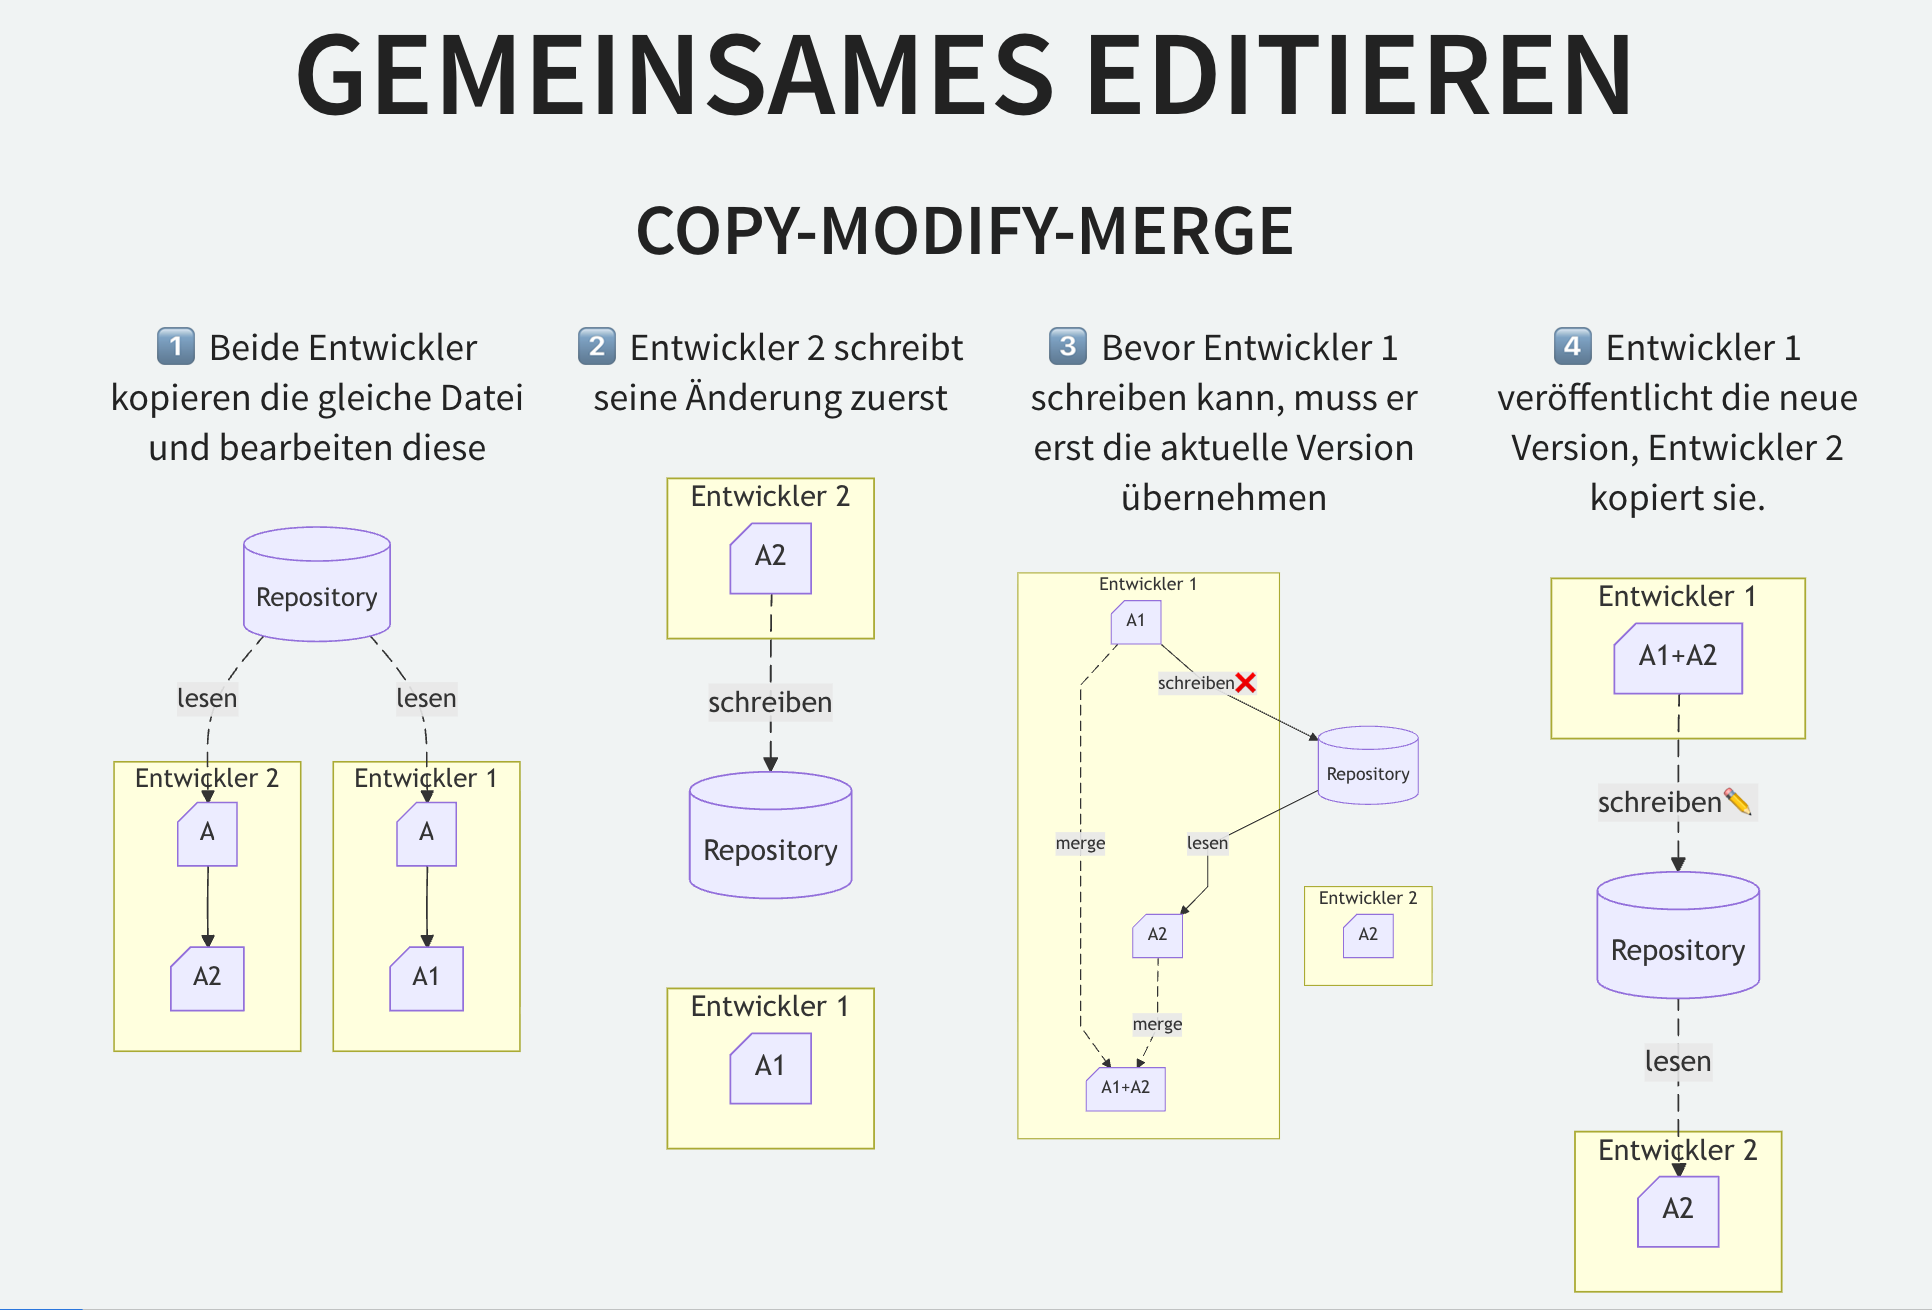 GEMEINSAMES EDITIEREN
COPY-MODIFY-MERGE
1 Beide Entwickler
kopieren die gleiche Datei
und bearbeiten diese
Repository
lesen
lesen
Entwickler 2
Entwickler 1
A
A
A2
A1
2 Entwickler 2 schreibt
seine Änderung zuerst
Entwickler 2
A2
schreiben
Repository
Entwickler 1
A1
3 Bevor Entwickler 1
schreiben kann, muss er
erst die aktuelle Version
übernehmen
Entwickler 1
A1
schreiben❌
Repository
merge
lesen
Entwickler 2
A2
A2
merge
A1+A2
4 Entwickler 1
veröffentlicht die neue
Version, Entwickler 2
kopiert sie.
Entwickler 1
A1+A2
schreiben✏️
Repository
lesen
Entwickler 2
A2